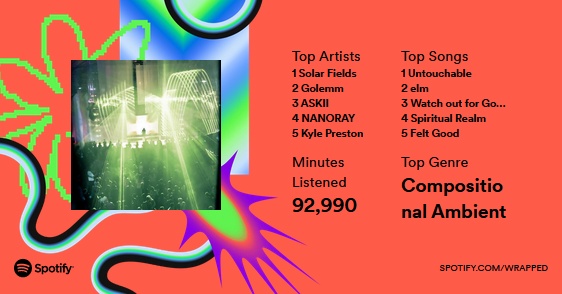 Top Artists
1 Solar Fields
2 Golemm
3 ASKII
4 NANORAY
5 Kyle Preston
Minutes
Listened
92,990
Top Songs
1 Untouchable
2 elm
3 Watch out for Go...
4 Spiritual Realm
5 Felt Good
Top Genre
Compositio
nal Ambient
Spotify
SPOTIFY.COM/WRAPPED